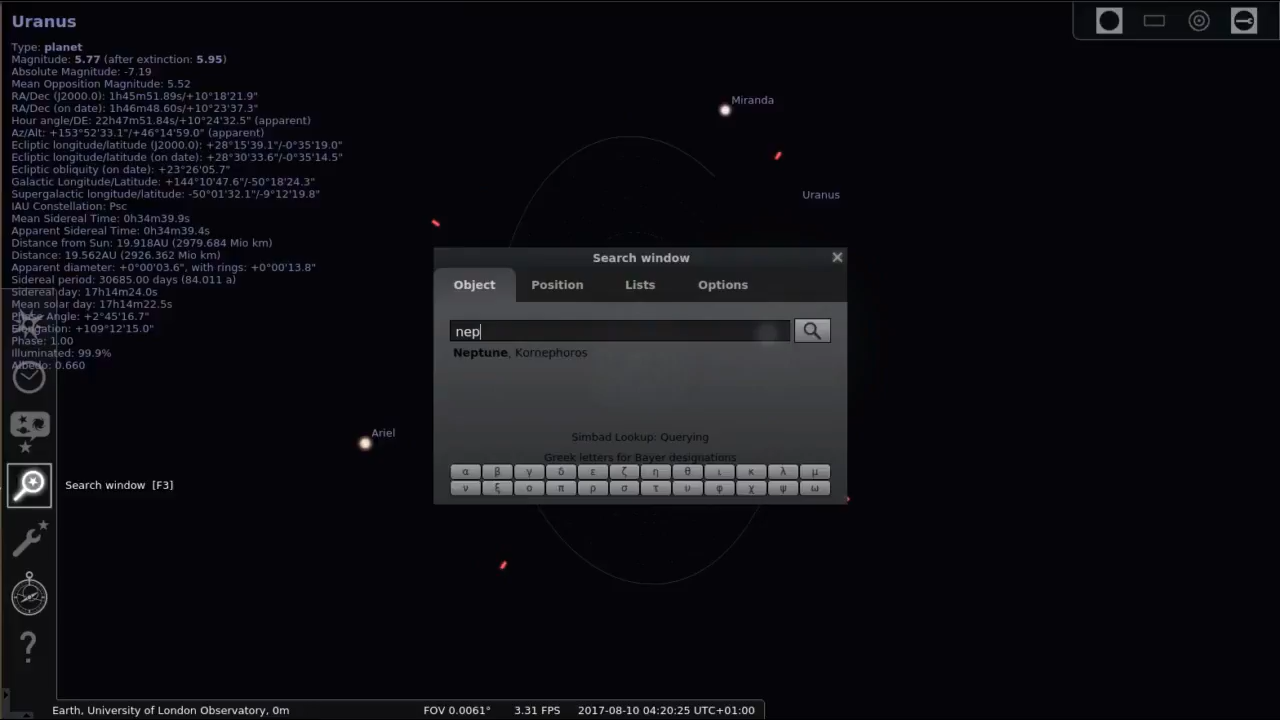 Uranus
Type: planet
Magnitude: 5.77 (after extinction: 5.95)
Absolute Magnitude: -7.19
Mean Opposition Magnitude: 5.52
RA/Dec (J2000.0): 1h45m51.89s/+10°18'21.9"
RA/Dec (on date): 1h46m48.60s/+10°23'37.3"
Hour angle/DE: 22h47m51.84s/+10°24'32.5" (apparent)
Az/Alt: +153°52'33.1"/+46°14'59.0" (apparent)
Ecliptic longitude/latitude (J2000.0): +28°15'39.1"/-0°35'19.0"
Ecliptic longitude/latitude (on date): +28°30'33.6"/-0°35'14.5"
Ecliptic obliquity (on date): +23°26'05.7"
Galactic Longitude/Latitude: +144°10'47.6"/-50°18'24.3"
Supergalactic longitude/latitude: -50°01'32.1"/-9°12'19.8"
IAU Constellation: Psc
Mean Sidereal Time: 0h34m39.9s
Apparent Sidereal Time: 0h34m39.4s
Distance from Sun: 19.918AU (2979.684 Mio km)
Distance: 19.562AU (2926.362 Mio km)
Apparent diameter: +0°00'03.6", with rings: +0°00'13.8"
Sidereal period: 30685.00 days (84.011 a)
Sidereal day: 17h14m24.0s
Mean solar day: 17h14m22.5s
Phase Angle: +2°45'16.7"
Elongation: +109°12'15.0"
Phase: 1.00
Illuminated: 99.9%
Albedo: 0.660
Miranda
Uranus
Search window
Object Position Lists Options
nep
Neptune, Kornephoros
Ariel
Simbad Lookup: Querying
Greek letters for Bayer designations
α β γ δ ε ζ η θ ι κ λ μ
ν ξ ο π ρ σ τ υ φ χ ψ ω
Search window [F3]
?
Earth, University of London Observatory, 0m FOV 0.0061° 3.31 FPS 2017-08-10 04:20:25 UTC+01:00